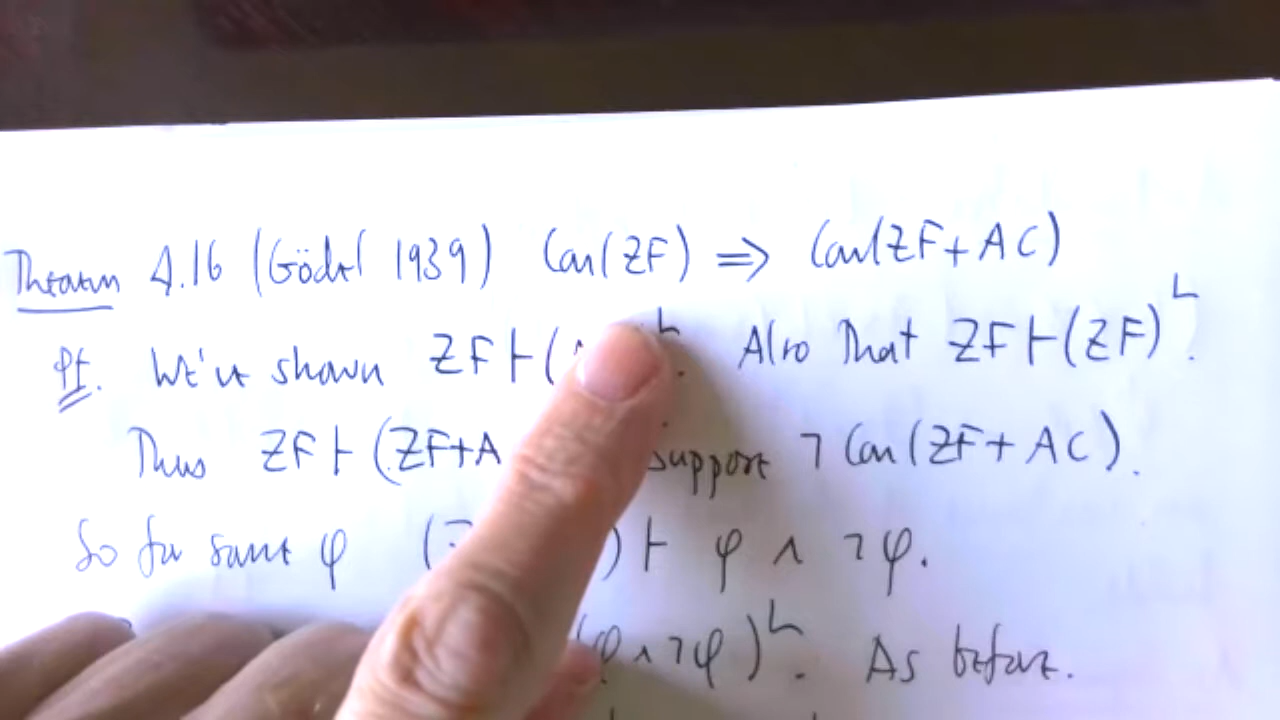 Theorem 4.16 (Gödel 1939) Con(ZF) ⇒ Con(ZF+AC)
Pf. We've shown ZF⊢( )^L. Also that ZF⊢(ZF)^L.
Thus ZF⊢(ZF+A Suppose ¬Con(ZF+AC).
So for some φ ( )⊢ φ ∧ ¬φ.
(φ∧¬φ)^L. As before.